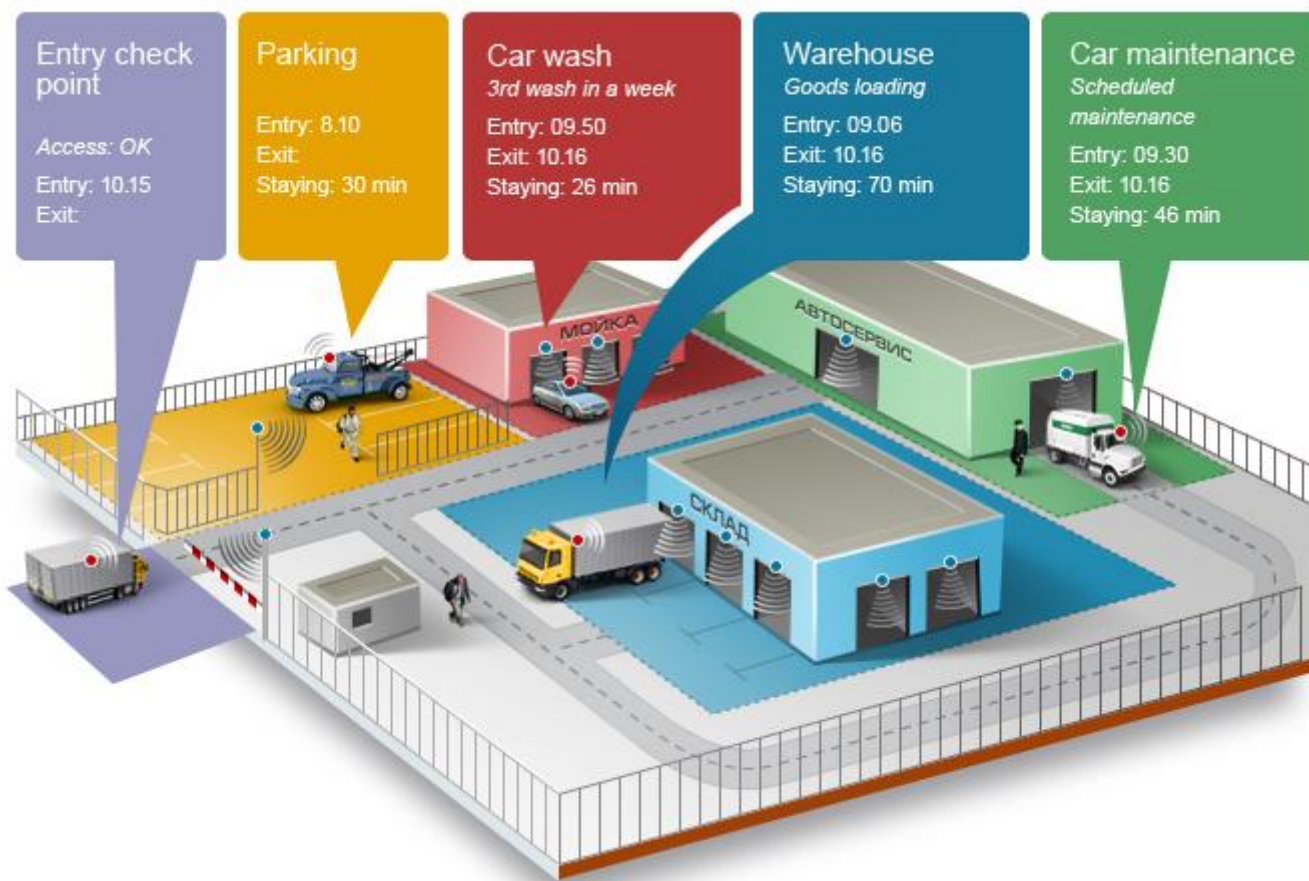 Entry check
point
Access: OK
Entry: 10.15
Exit:
Parking
Entry: 8.10
Exit:
Staying: 30 min
Car wash
3rd wash in a week
Entry: 09.50
Exit: 10.16
Staying: 26 min
Warehouse
Goods loading
Entry: 09.06
Exit: 10.16
Staying: 70 min
Car maintenance
Scheduled
maintenance
Entry: 09.30
Exit: 10.16
Staying: 46 min
МОЙКА
АВТОСЕРВИС
СКЛАД